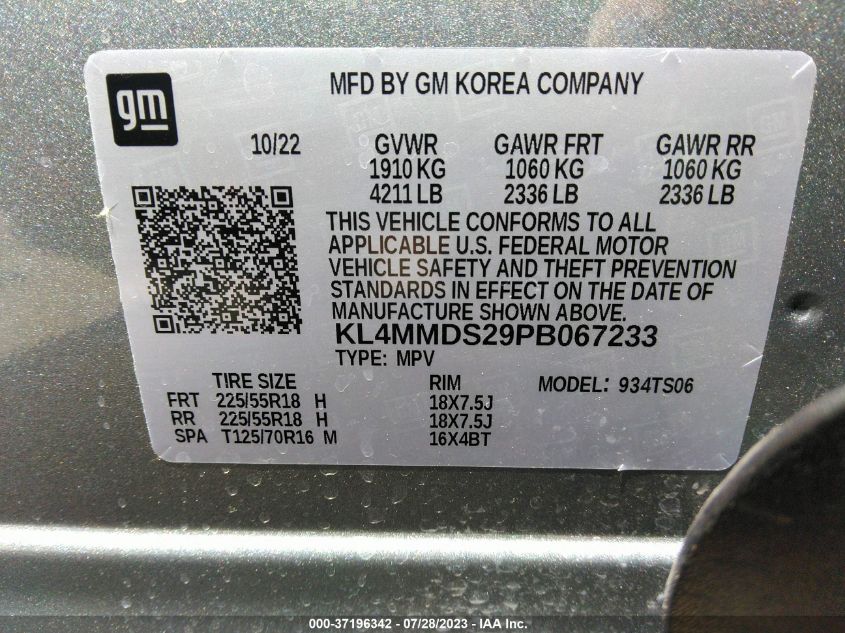 gm
MFD BY GM KOREA COMPANY
10/22 GVWR GAWR FRT GAWR RR
1910 KG 1060 KG 1060 KG
4211 LB 2336 LB 2336 LB
THIS VEHICLE CONFORMS TO ALL
APPLICABLE U.S. FEDERAL MOTOR
VEHICLE SAFETY AND THEFT PREVENTION
STANDARDS IN EFFECT ON THE DATE OF
MANUFACTURE SHOWN ABOVE.
KL4MMDS29PB067233
TYPE: MPV
TIRE SIZE RIM MODEL: 934TS06
FRT 225/55R18 H 18X7.5J
RR 225/55R18 H 18X7.5J
SPA T125/70R16 M 16X4BT
000-37196342 / 07/28/2023 - IAA Inc.